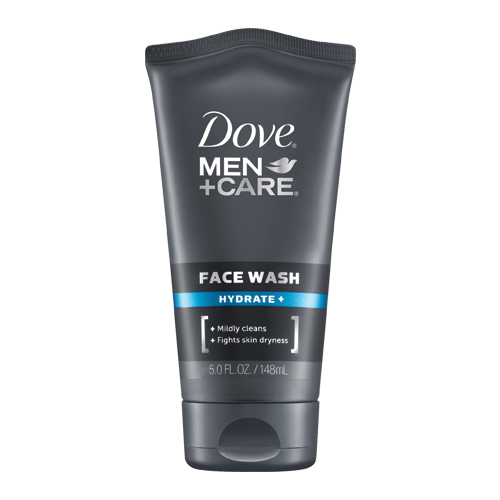 Dove®
MEN
+CARE®
FACE WASH
HYDRATE +
+ Mildly cleans
+ Fights skin dryness
5.0 FL. OZ. / 148mL